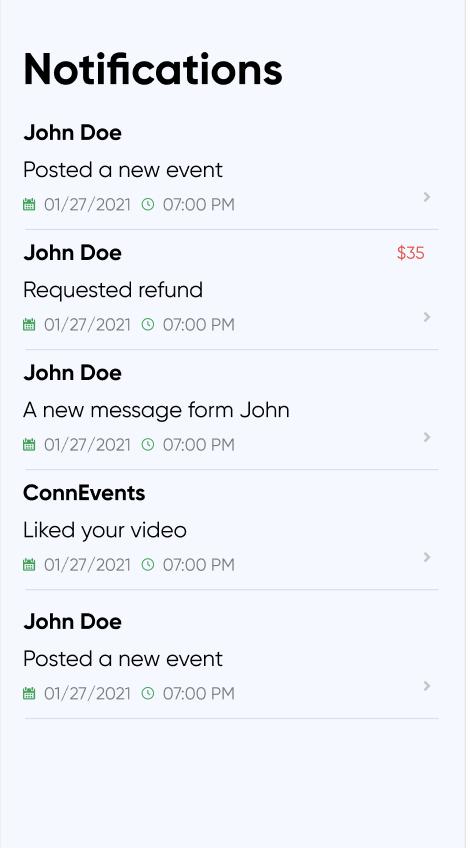 Notifications
John Doe
Posted a new event
01/27/2021 07:00 PM
John Doe $35
Requested refund
01/27/2021 07:00 PM
John Doe
A new message form John
01/27/2021 07:00 PM
ConnEvents
Liked your video
01/27/2021 07:00 PM
John Doe
Posted a new event
01/27/2021 07:00 PM